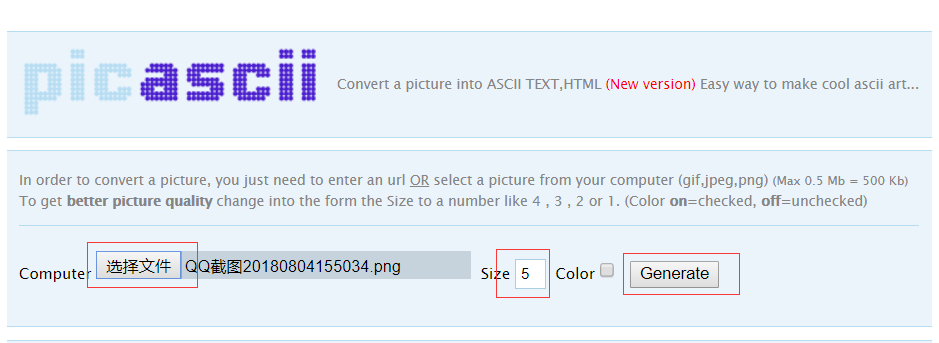 picascii
Convert a picture into ASCII TEXT,HTML (New version) Easy way to make cool ascii art...
In order to convert a picture, you just need to enter an url OR select a picture from your computer (gif,jpeg,png) (Max 0.5 Mb = 500 Kb)
To get better picture quality change into the form the Size to a number like 4 , 3 , 2 or 1. (Color on=checked, off=unchecked)
Computer 选择文件 QQ截图20180804155034.png Size 5 Color Generate